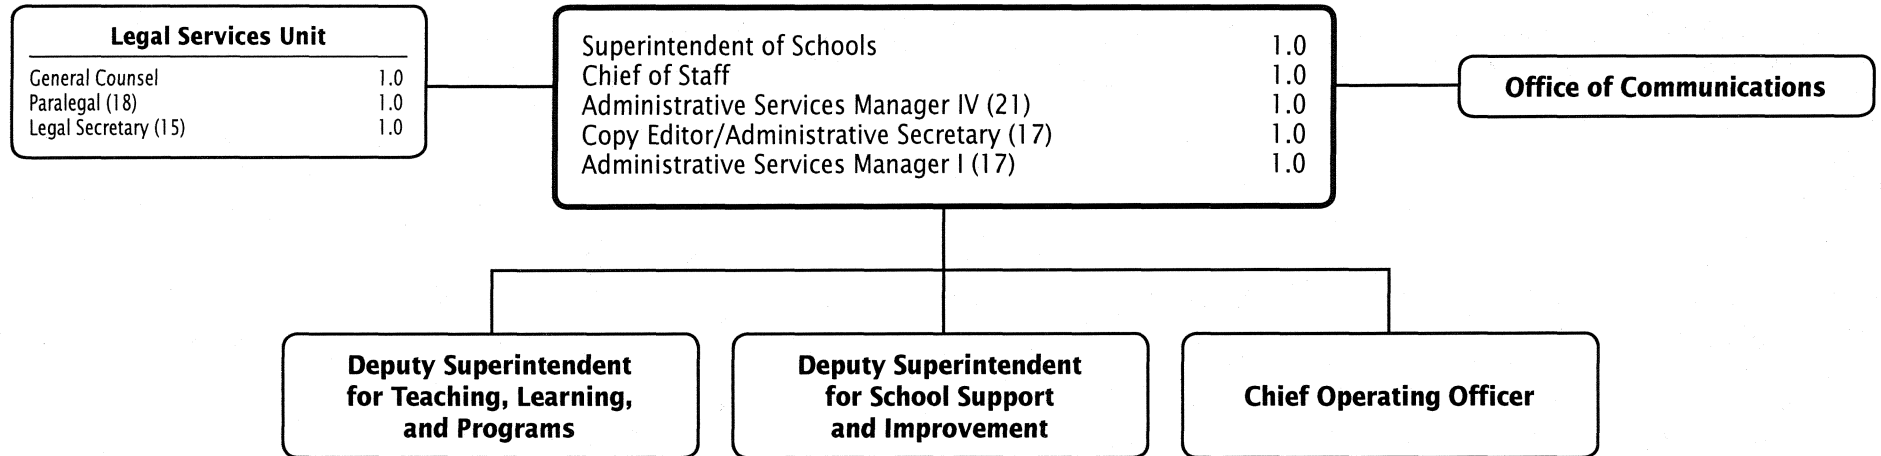 Legal Services Unit
General Counsel 1.0
Paralegal (18) 1.0
Legal Secretary (15) 1.0
Superintendent of Schools 1.0
Chief of Staff 1.0
Administrative Services Manager IV (21) 1.0
Copy Editor/Administrative Secretary (17) 1.0
Administrative Services Manager I (17) 1.0
Office of Communications
Deputy Superintendent
for Teaching, Learning,
and Programs
Deputy Superintendent
for School Support
and Improvement
Chief Operating Officer